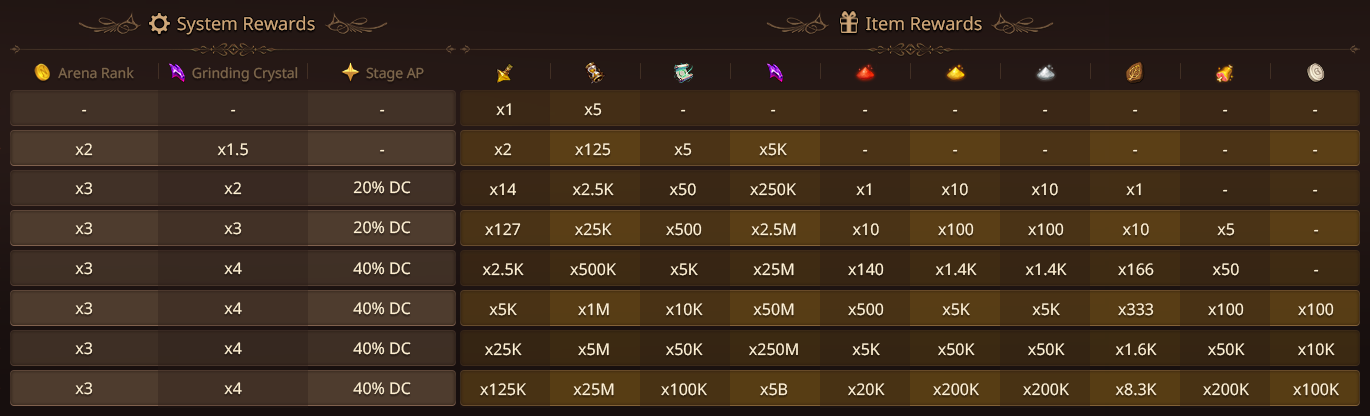 System Rewards Item Rewards
Arena Rank Grinding Crystal Stage AP
- - - x1 x5 - - - - - - - -
x2 x1.5 - x2 x125 x5 x5K - - - - - -
x3 x2 20% DC x14 x2.5K x50 x250K x1 x10 x10 x1 - -
x3 x3 20% DC x127 x25K x500 x2.5M x10 x100 x100 x10 x5 -
x3 x4 40% DC x2.5K x500K x5K x25M x140 x1.4K x1.4K x166 x50 -
x3 x4 40% DC x5K x1M x10K x50M x500 x5K x5K x333 x100 x100
x3 x4 40% DC x25K x5M x50K x250M x5K x50K x50K x1.6K x50K x10K
x3 x4 40% DC x125K x25M x100K x5B x20K x200K x200K x8.3K x200K x100K